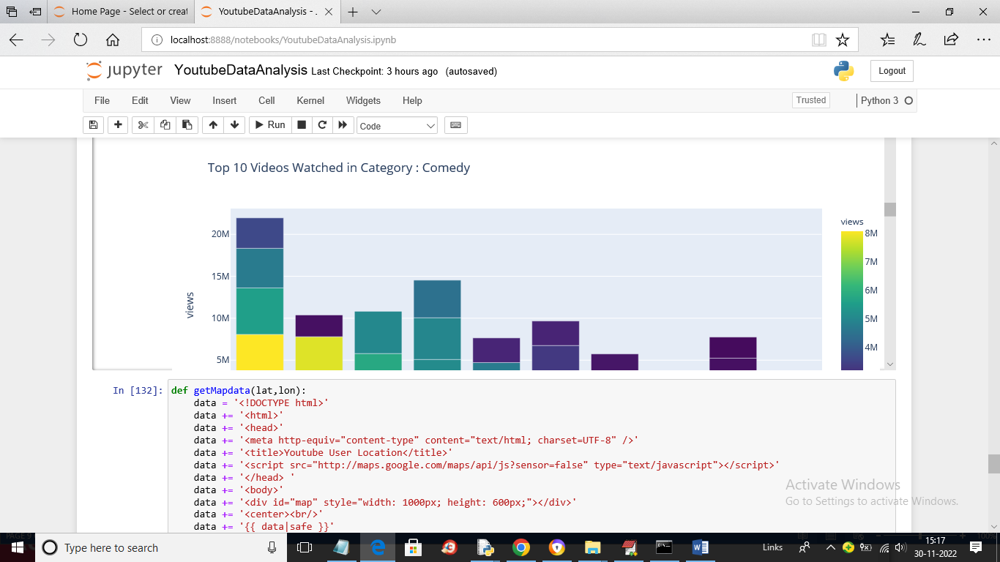 Home Page - Select or creat
YoutubeDataAnalysis - .
localhost:8888/notebooks/YoutubeDataAnalysis.ipynb
jupyter YoutubeDataAnalysis Last Checkpoint: 3 hours ago (autosaved)
Logout
File Edit View Insert Cell Kernel Widgets Help
Trusted
Python 3
Run
Code
Top 10 Videos Watched in Category : Comedy
views
20M
15M
10M
5M
views
8M
7M
6M
5M
4M
In [132]:
def getMapdata(lat,lon):
data = '<!DOCTYPE html>'
data += '<html>'
data += '<head>'
data += '<meta http-equiv="content-type" content="text/html; charset=UTF-8" />'
data += '<title>Youtube User Location</title>'
data += '<script src="http://maps.google.com/maps/api/js?sensor=false" type="text/javascript"></script>'
data += '</head> '
data += '<body>'
data += '<div id="map" style="width: 1000px; height: 600px;"></div>'
data += '<center><br/>'
data += '{{ data|safe }}'
Activate Windows
Go to Settings to activate Windows.
Type here to search
Links
15:17
30-11-2022